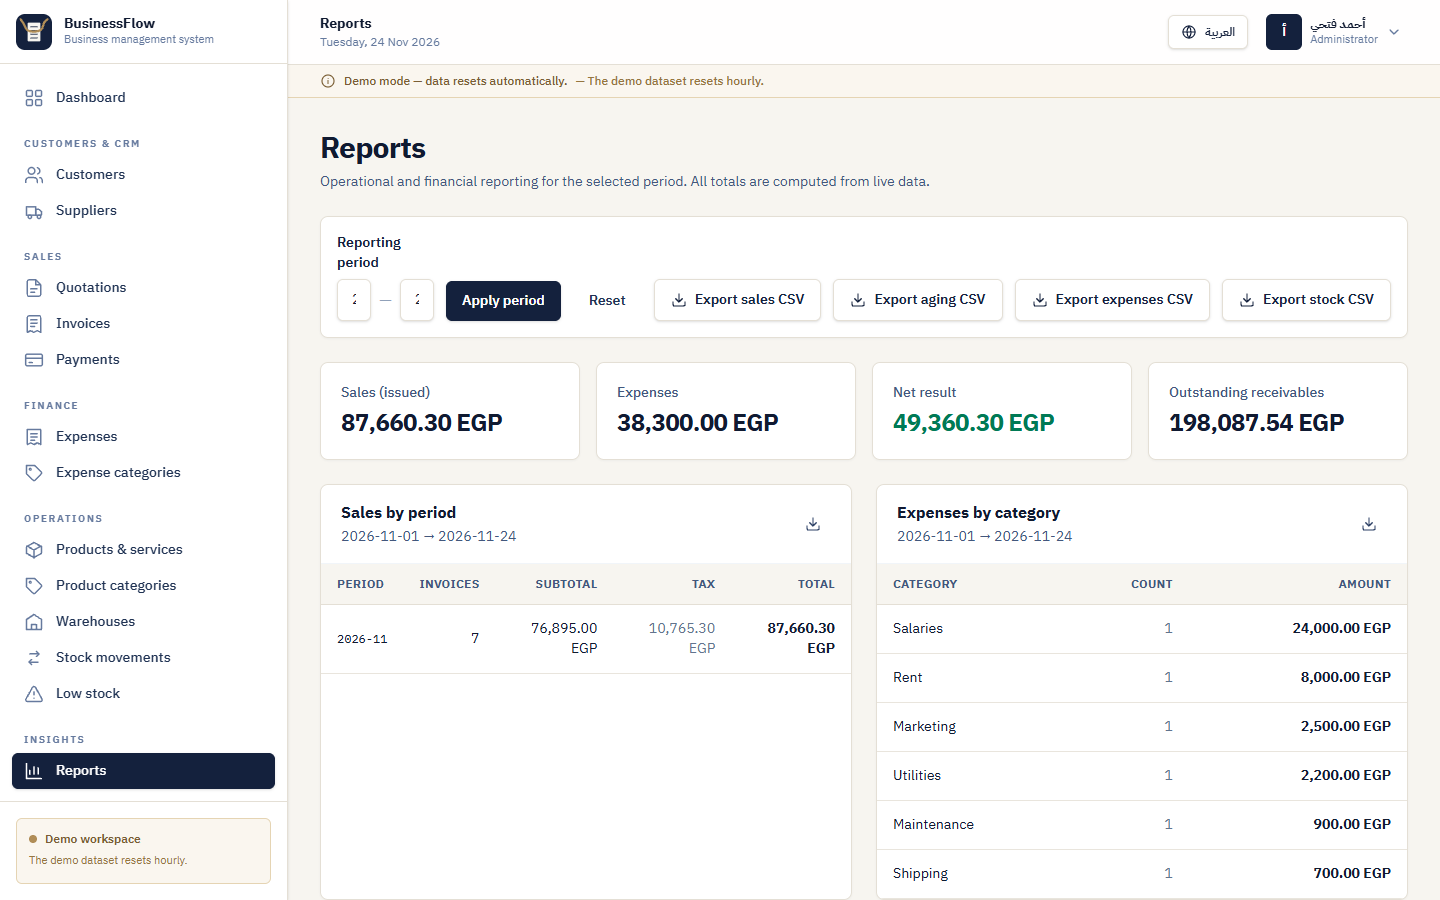 BusinessFlow
Business management system
Dashboard
CUSTOMERS & CRM
Customers
Suppliers
SALES
Quotations
Invoices
Payments
FINANCE
Expenses
Expense categories
OPERATIONS
Products & services
Product categories
Warehouses
Stock movements
Low stock
INSIGHTS
Reports
Demo workspace
The demo dataset resets hourly.
Reports
Tuesday, 24 Nov 2026
العربية
أ
أحمد فتحي
Administrator
Demo mode — data resets automatically. — The demo dataset resets hourly.
Reports
Operational and financial reporting for the selected period. All totals are computed from live data.
Reporting
period
—
Apply period
Reset
Export sales CSV
Export aging CSV
Export expenses CSV
Export stock CSV
Sales (issued)
87,660.30 EGP
Expenses
38,300.00 EGP
Net result
49,360.30 EGP
Outstanding receivables
198,087.54 EGP
Sales by period
2026-11-01 → 2026-11-24
PERIOD INVOICES SUBTOTAL TAX TOTAL
2026-11 7 76,895.00 EGP 10,765.30 EGP 87,660.30 EGP
Expenses by category
2026-11-01 → 2026-11-24
CATEGORY COUNT AMOUNT
Salaries 1 24,000.00 EGP
Rent 1 8,000.00 EGP
Marketing 1 2,500.00 EGP
Utilities 1 2,200.00 EGP
Maintenance 1 900.00 EGP
Shipping 1 700.00 EGP